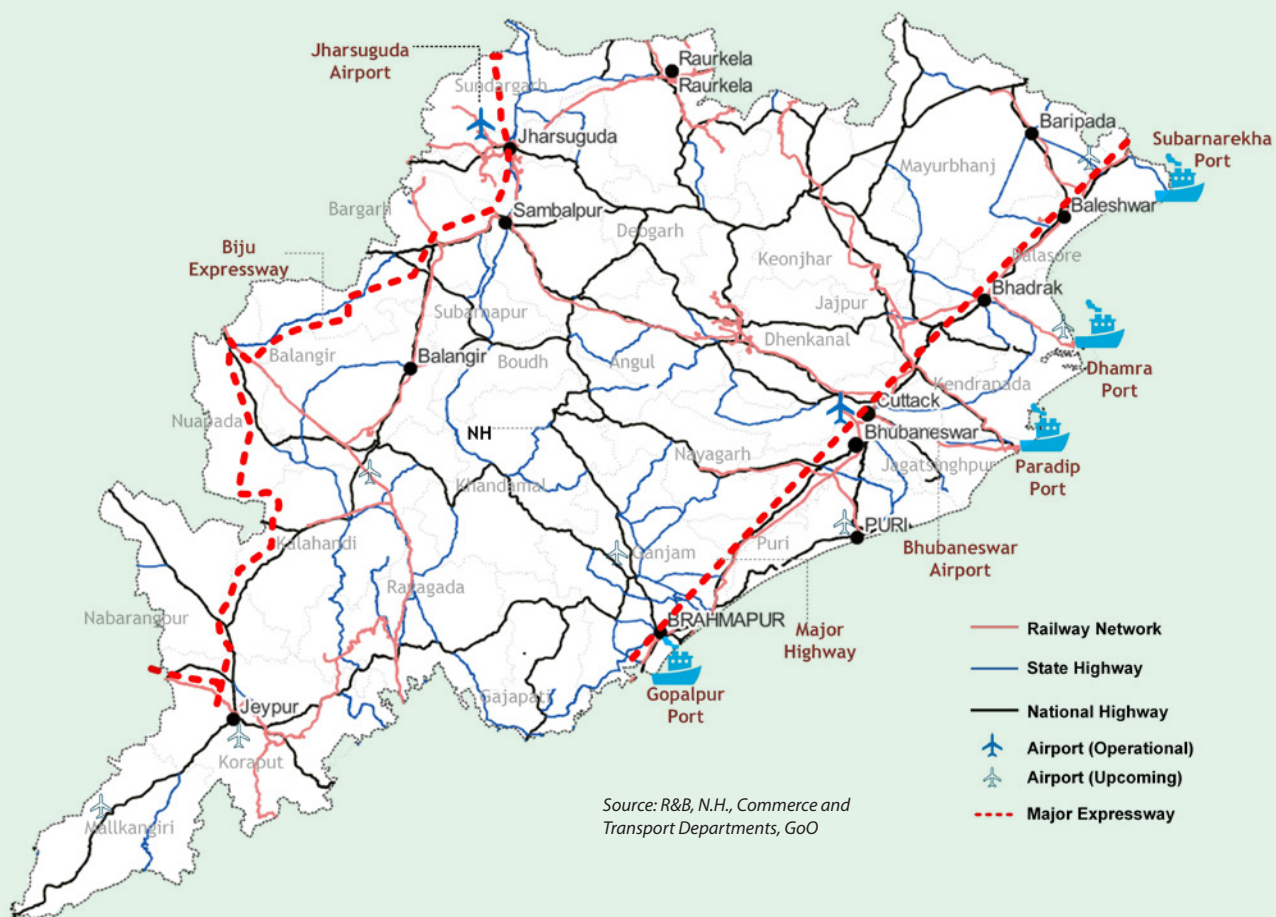 Jharsuguda
Airport
Raurkela
Raurkela
Sundargarh
Jharsuguda
Baripada
Subarnarekha
Port
Mayurbhanj
Bargarh
Sambalpur
Baleshwar
Deogarh
Biju
Expressway
Keonjhar
Balasore
Bhadrak
Jajpur
Subarnapur
Dhenkanal
Balangir
Balangir
Boudh
Angul
Dhamra
Port
Kendrapada
Cuttack
Nuapada
NH
Bhubaneswar
Nayagarh
Jagatsinghpur
Paradip
Port
Khandamal
PURI
Puri
Kalahandi
Ganjam
Bhubaneswar
Airport
Rayagada
Nabarangpur
BRAHMAPUR
Major
Highway
Railway Network
State Highway
Gopalpur
Port
Gajapati
Jeypur
National Highway
Koraput
Airport (Operational)
Airport (Upcoming)
Major Expressway
Mallkangiri
Source: R&B, N.H., Commerce and
Transport Departments, GoO